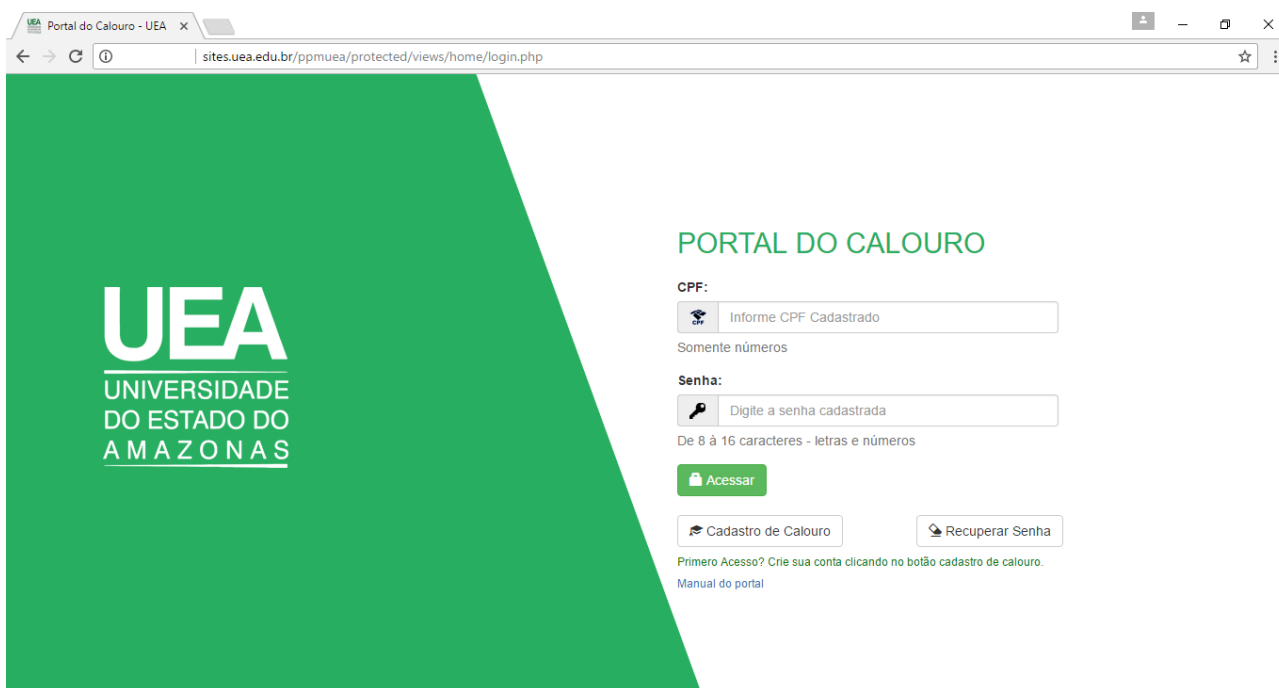 UEA Portal do Calouro - UEA
sites.uea.edu.br/ppmuea/protected/views/home/login.php
UEA
UNIVERSIDADE
DO ESTADO DO
AMAZONAS
PORTAL DO CALOURO
CPF:
CPF Informe CPF Cadastrado
Somente números
Senha:
Digite a senha cadastrada
De 8 à 16 caracteres - letras e números
Acessar
Cadastro de Calouro Recuperar Senha
Primero Acesso? Crie sua conta clicando no botão cadastro de calouro.
Manual do portal